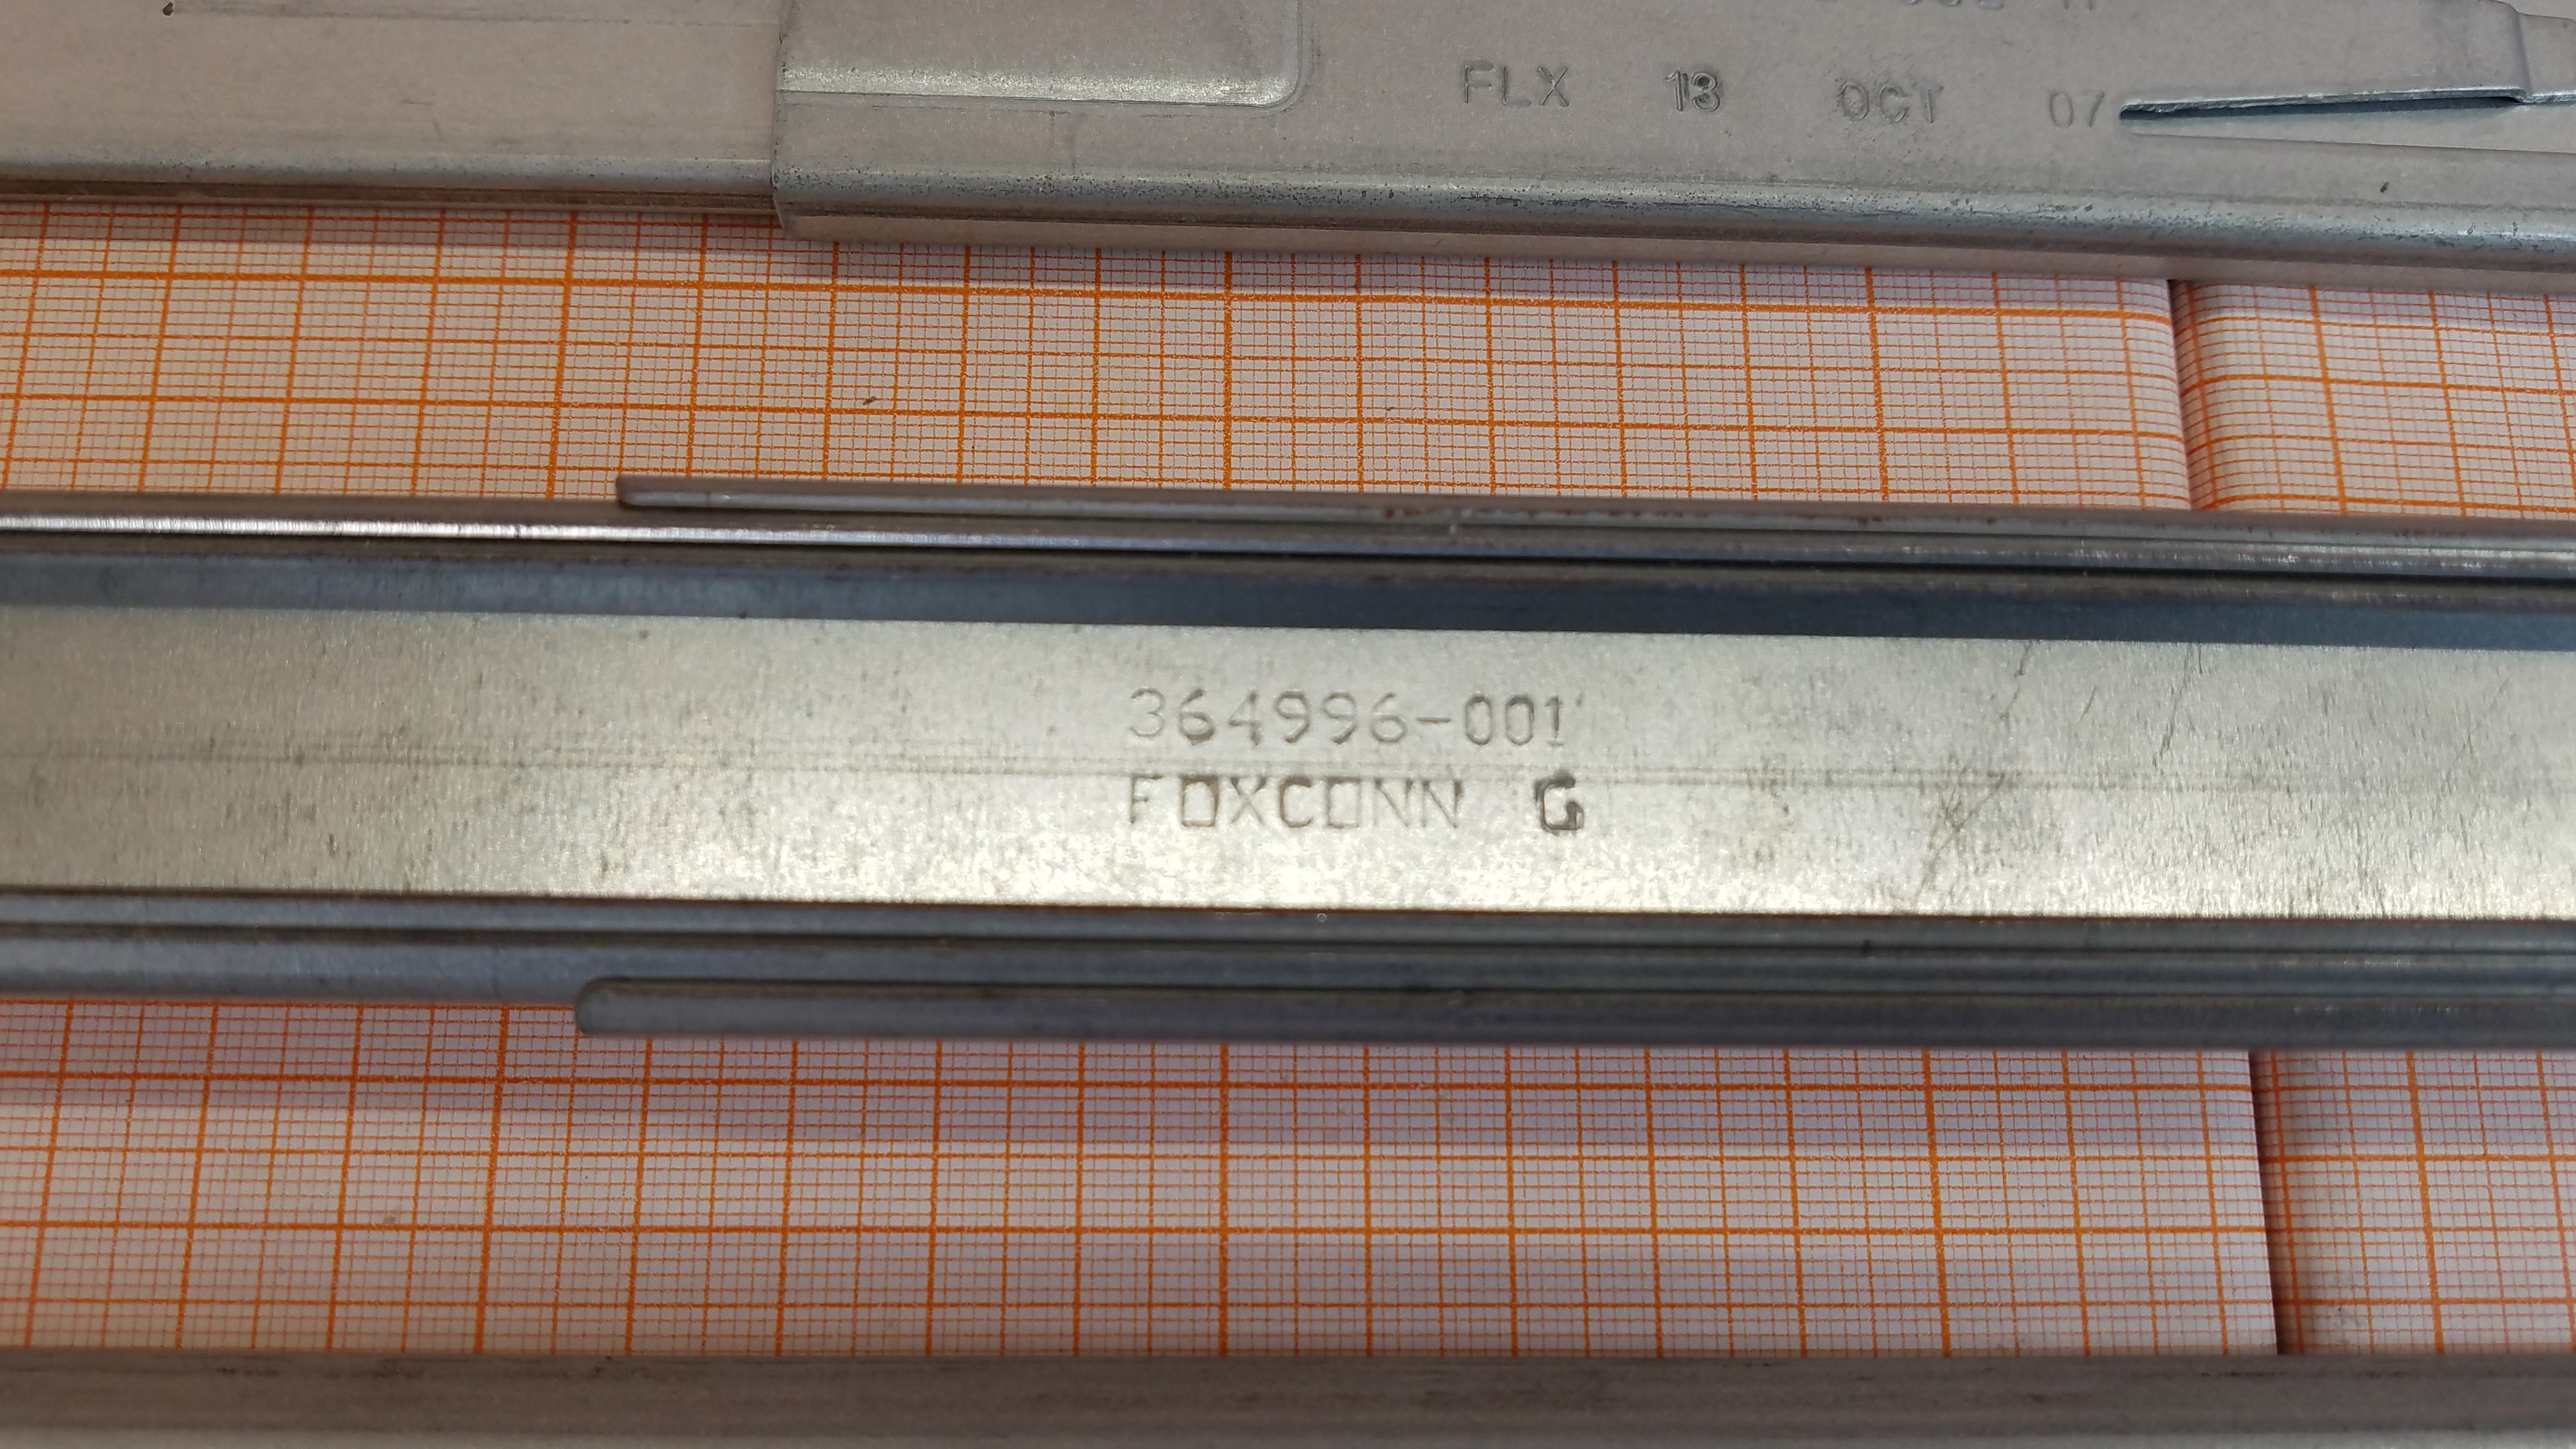 FLX 13 OCT 07
364996-001
FOXCONN G